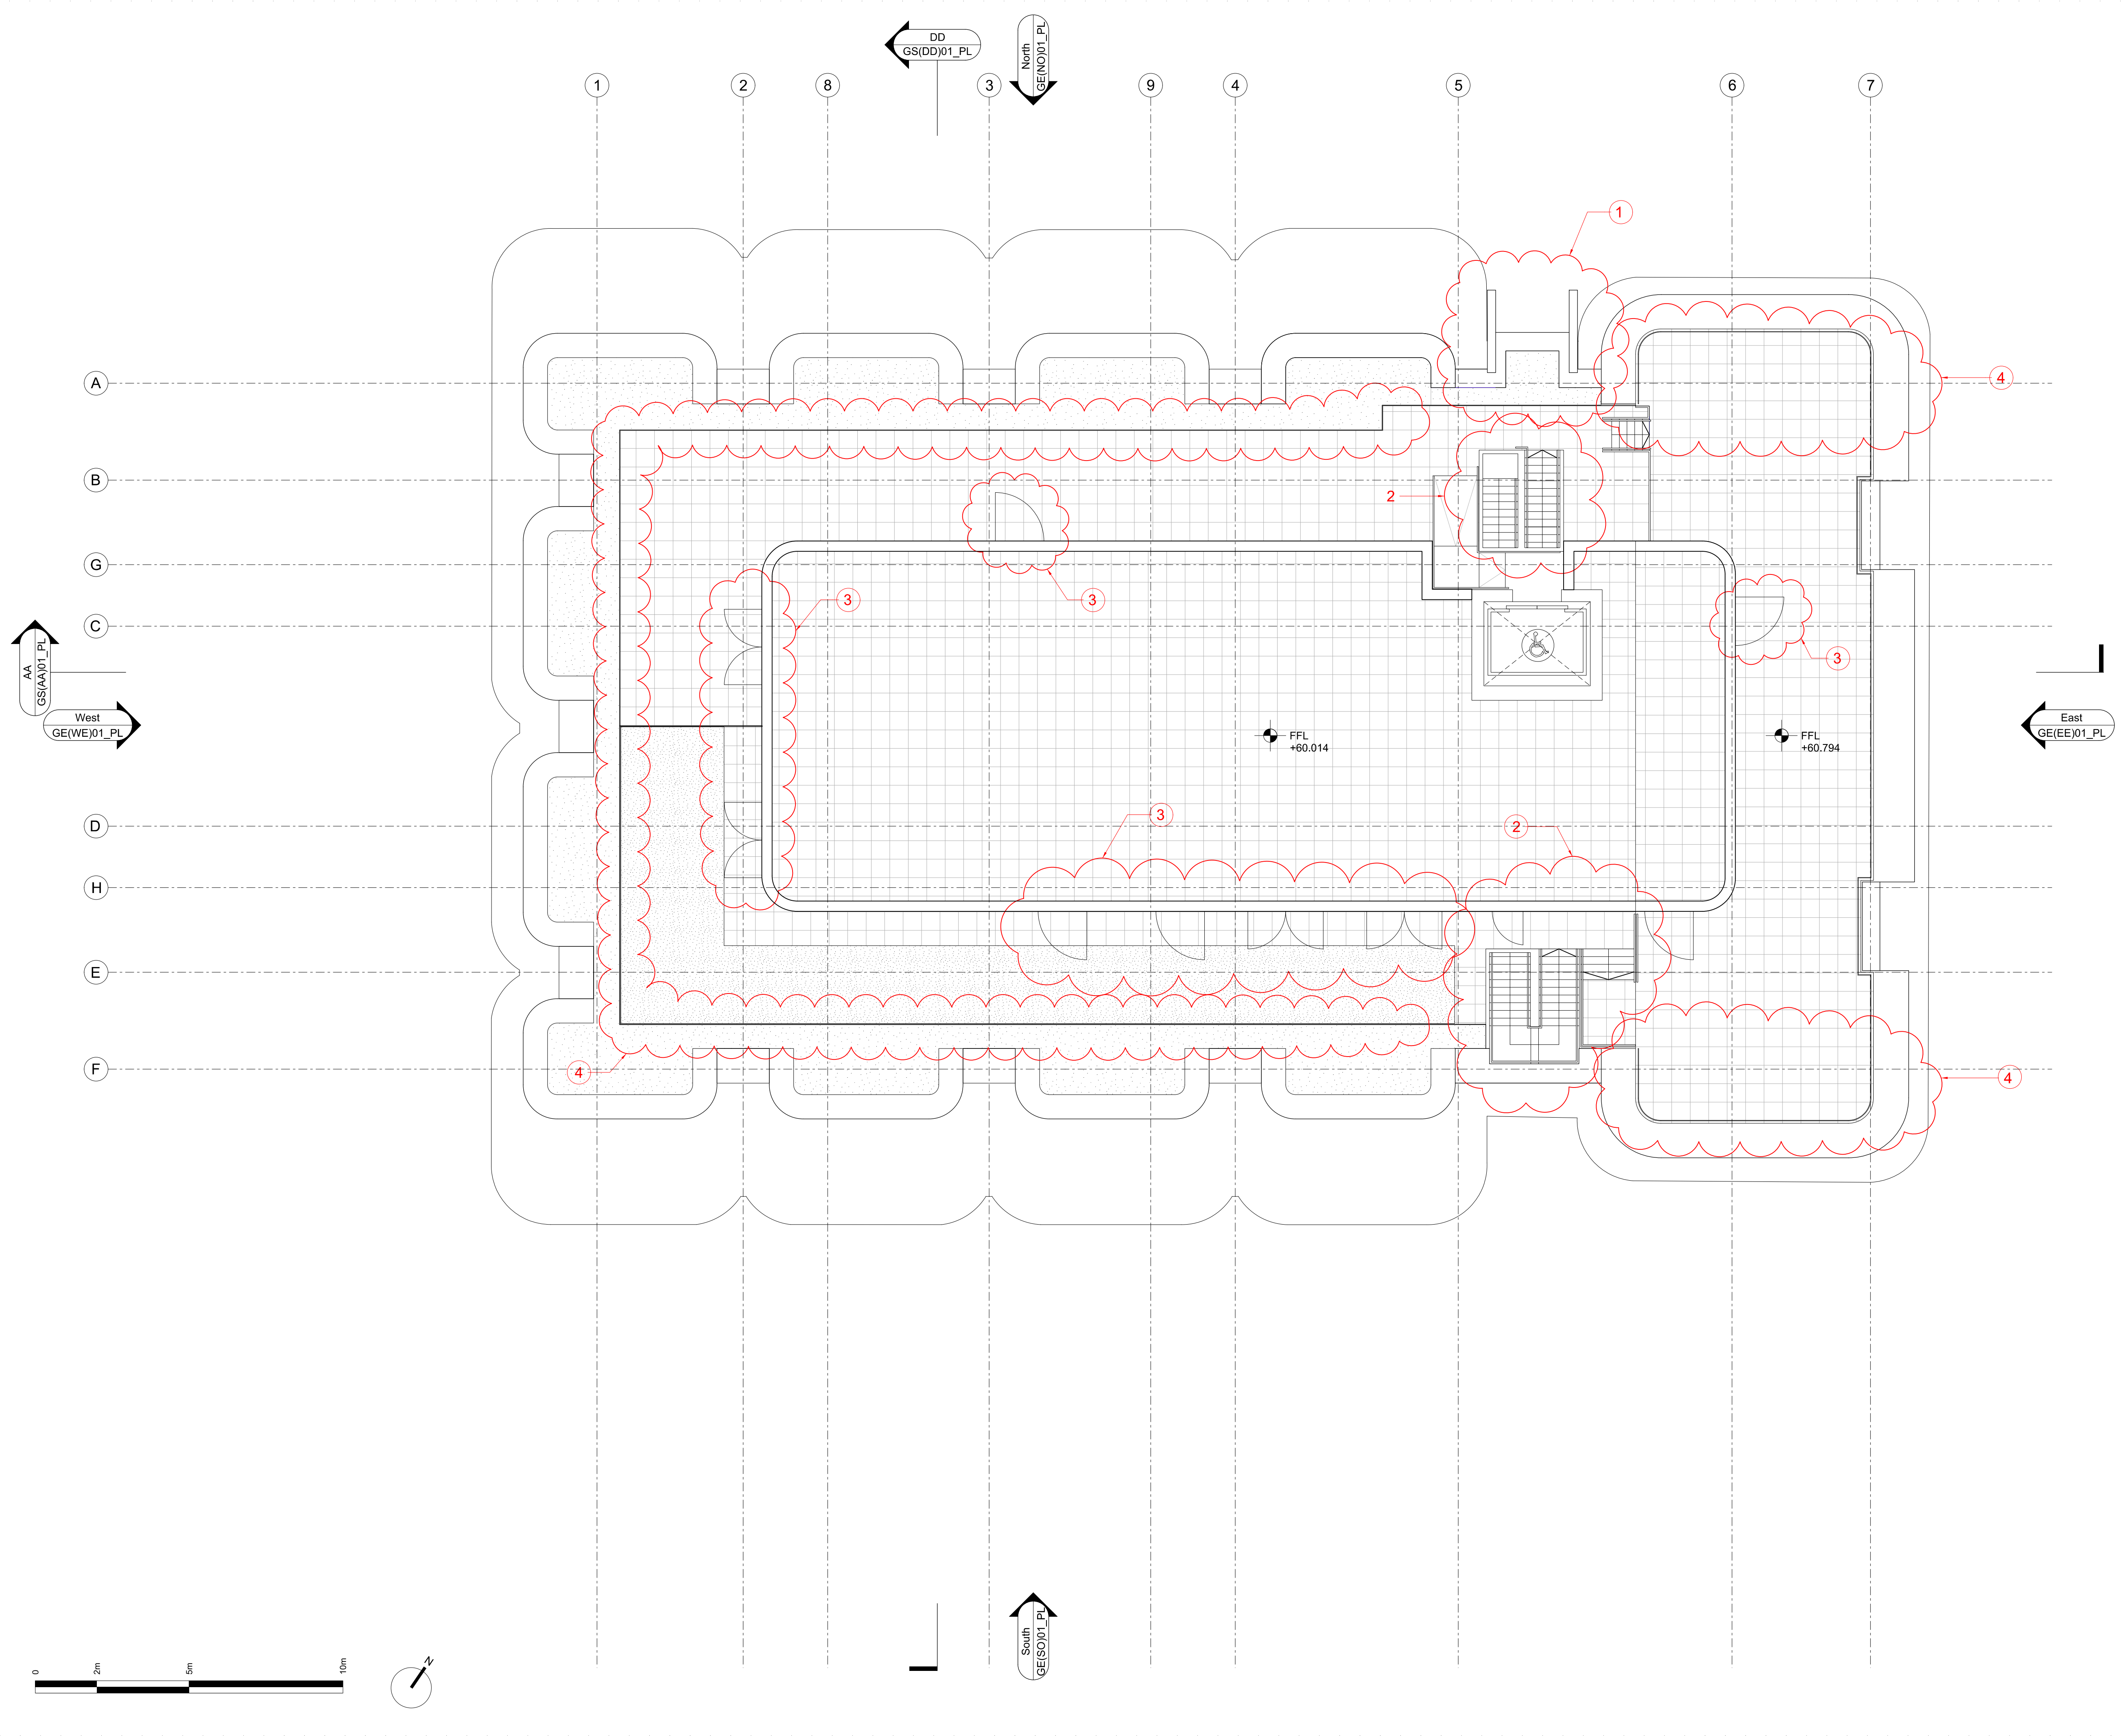 DD
GS(DD)01_PL
North
GE(NO)01_PL
1
2
8
3
9
4
5
6
7
1
A
4
B
2
G
3
3
C
3
AA
GS(AA)01_PL
West
GE(WE)01_PL
FFL
+60.014
FFL
+60.794
East
GE(EE)01_PL
3
D
2
H
E
F
4
4
South
GE(SO)01_PL
0
2m
5m
10m
N